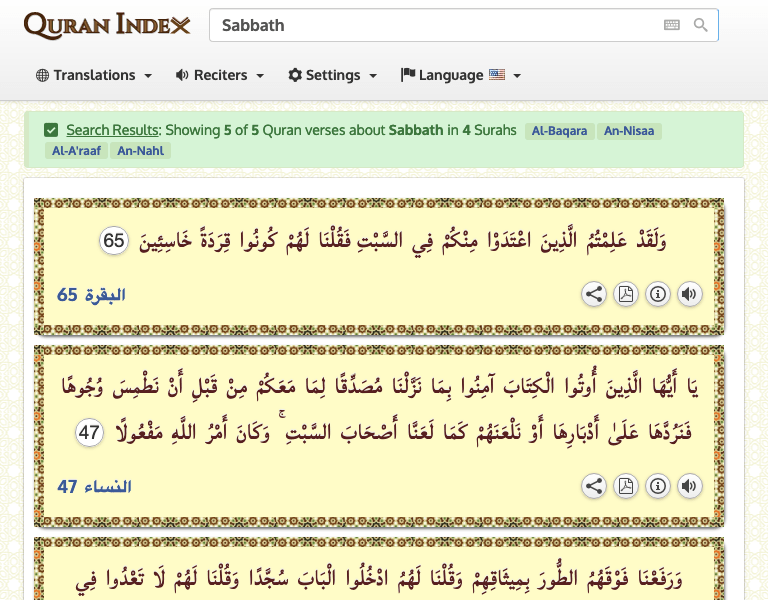 QURAN INDEX
Sabbath
Translations Reciters Settings Language
Search Results: Showing 5 of 5 Quran verses about Sabbath in 4 Surahs Al-Baqara An-Nisaa
Al-A'raaf An-Nahl
وَلَقَدْ عَلِمْتُمُ الَّذِينَ اعْتَدَوْا مِنْكُمْ فِي السَّبْتِ فَقُلْنَا لَهُمْ كُونُوا قِرَدَةً خَاسِئِينَ 65
البقرة 65
يَا أَيُّهَا الَّذِينَ أُوتُوا الْكِتَابَ آمِنُوا بِمَا نَزَّلْنَا مُصَدِّقًا لِمَا مَعَكُمْ مِنْ قَبْلِ أَنْ نَطْمِسَ وُجُوهًا
فَنَرُدَّهَا عَلَىٰ أَدْبَارِهَا أَوْ نَلْعَنَهُمْ كَمَا لَعَنَّا أَصْحَابَ السَّبْتِ ۚ وَكَانَ أَمْرُ اللَّهِ مَفْعُولًا 47
النساء 47
وَرَفَعْنَا فَوْقَهُمُ الطُّورَ بِمِيثَاقِهِمْ وَقُلْنَا لَهُمُ ادْخُلُوا الْبَابَ سُجَّدًا وَقُلْنَا لَهُمْ لَا تَعْدُوا فِي